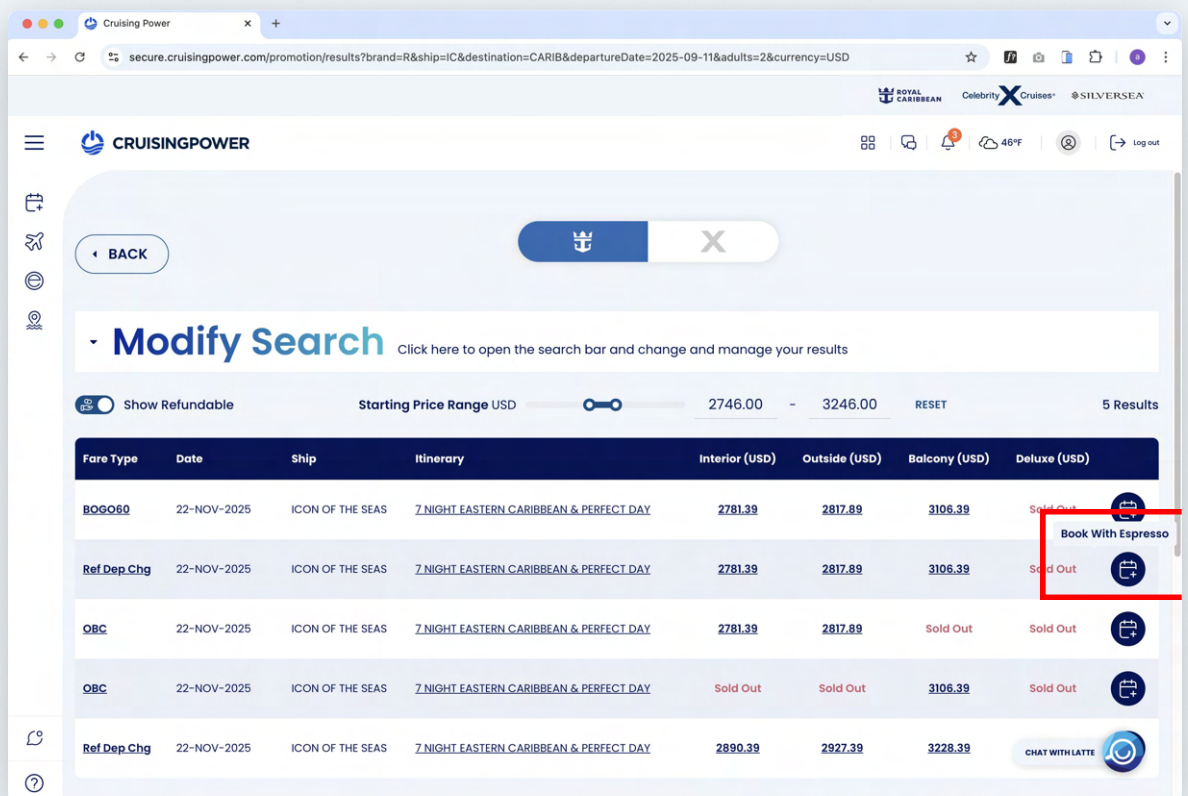 Cruising Power
secure.cruisingpower.com/promotion/results?brand=R&ship=IC&destination=CARIB&departureDate=2025-09-11&adults=2&currency=USD
a
ROYAL CARIBBEAN Celebrity X Cruises® SILVERSEA
CRUISINGPOWER 3 46°F Log out
BACK X
Modify Search Click here to open the search bar and change and manage your results
Show Refundable Starting Price Range USD 2746.00 - 3246.00 RESET 5 Results
Fare Type Date Ship Itinerary Interior (USD) Outside (USD) Balcony (USD) Deluxe (USD)
BOGO60 22-NOV-2025 ICON OF THE SEAS 7 NIGHT EASTERN CARIBBEAN & PERFECT DAY 2781.39 2817.89 3106.39 Sold Out
Book With Espresso
Ref Dep Chg 22-NOV-2025 ICON OF THE SEAS 7 NIGHT EASTERN CARIBBEAN & PERFECT DAY 2781.39 2817.89 3106.39 Sold Out
OBC 22-NOV-2025 ICON OF THE SEAS 7 NIGHT EASTERN CARIBBEAN & PERFECT DAY 2781.39 2817.89 Sold Out Sold Out
OBC 22-NOV-2025 ICON OF THE SEAS 7 NIGHT EASTERN CARIBBEAN & PERFECT DAY Sold Out Sold Out 3106.39 Sold Out
Ref Dep Chg 22-NOV-2025 ICON OF THE SEAS 7 NIGHT EASTERN CARIBBEAN & PERFECT DAY 2890.39 2927.39 3228.39
CHAT WITH LATTE